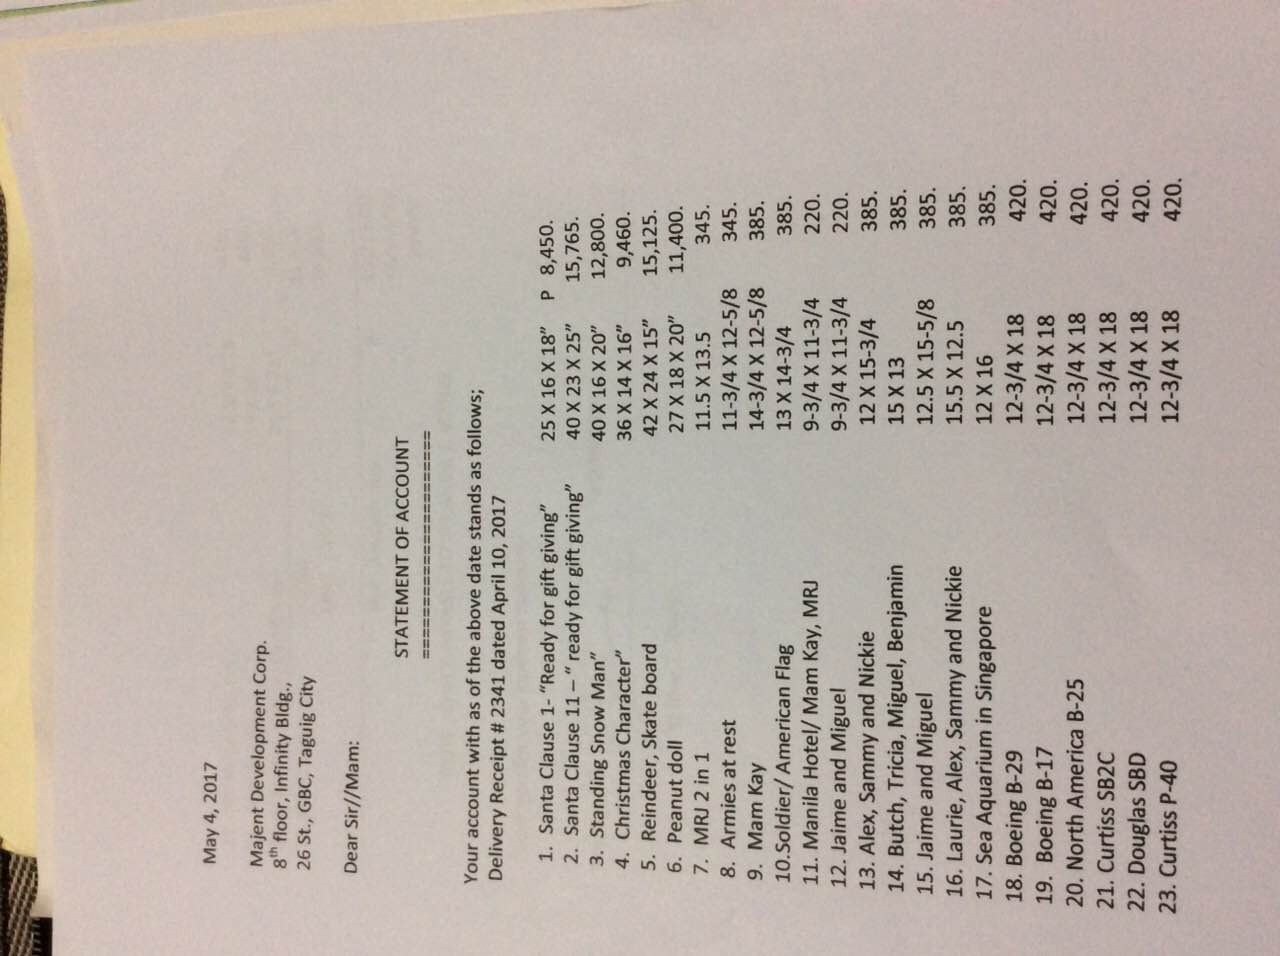 May 4, 2017
Majent Development Corp.
8th floor, Infinity Bldg.,
26 St., GBC, Taguig City
Dear Sir//Mam:
STATEMENT OF ACCOUNT
======================
Your account with as of the above date stands as follows;
Delivery Receipt # 2341 dated April 10, 2017
1. Santa Clause 1- “Ready for gift giving” 25 X 16 X 18” P 8,450.
2. Santa Clause 11 – “ ready for gift giving” 40 X 23 X 25” 15,765.
3. Standing Snow Man” 40 X 16 X 20” 12,800.
4. Christmas Character” 36 X 14 X 16” 9,460.
5. Reindeer, Skate board 42 X 24 X 15” 15,125.
6. Peanut doll 27 X 18 X 20” 11,400.
7. MRJ 2 in 1 11.5 X 13.5 345.
8. Armies at rest 11-3/4 X 12-5/8 345.
9. Mam Kay 14-3/4 X 12-5/8 385.
10.Soldier/ American Flag 13 X 14-3/4 385.
11. Manila Hotel/ Mam Kay, MRJ 9-3/4 X 11-3/4 220.
12. Jaime and Miguel 9-3/4 X 11-3/4 220.
13. Alex, Sammy and Nickie 12 X 15-3/4 385.
14. Butch, Tricia, Miguel, Benjamin 15 X 13 385.
15. Jaime and Miguel 12.5 X 15-5/8 385.
16. Laurie, Alex, Sammy and Nickie 15.5 X 12.5 385.
17. Sea Aquarium in Singapore 12 X 16 385.
18. Boeing B-29 12-3/4 X 18 420.
19. Boeing B-17 12-3/4 X 18 420.
20. North America B-25 12-3/4 X 18 420.
21. Curtiss SB2C 12-3/4 X 18 420.
22. Douglas SBD 12-3/4 X 18 420.
23. Curtiss P-40 12-3/4 X 18 420.